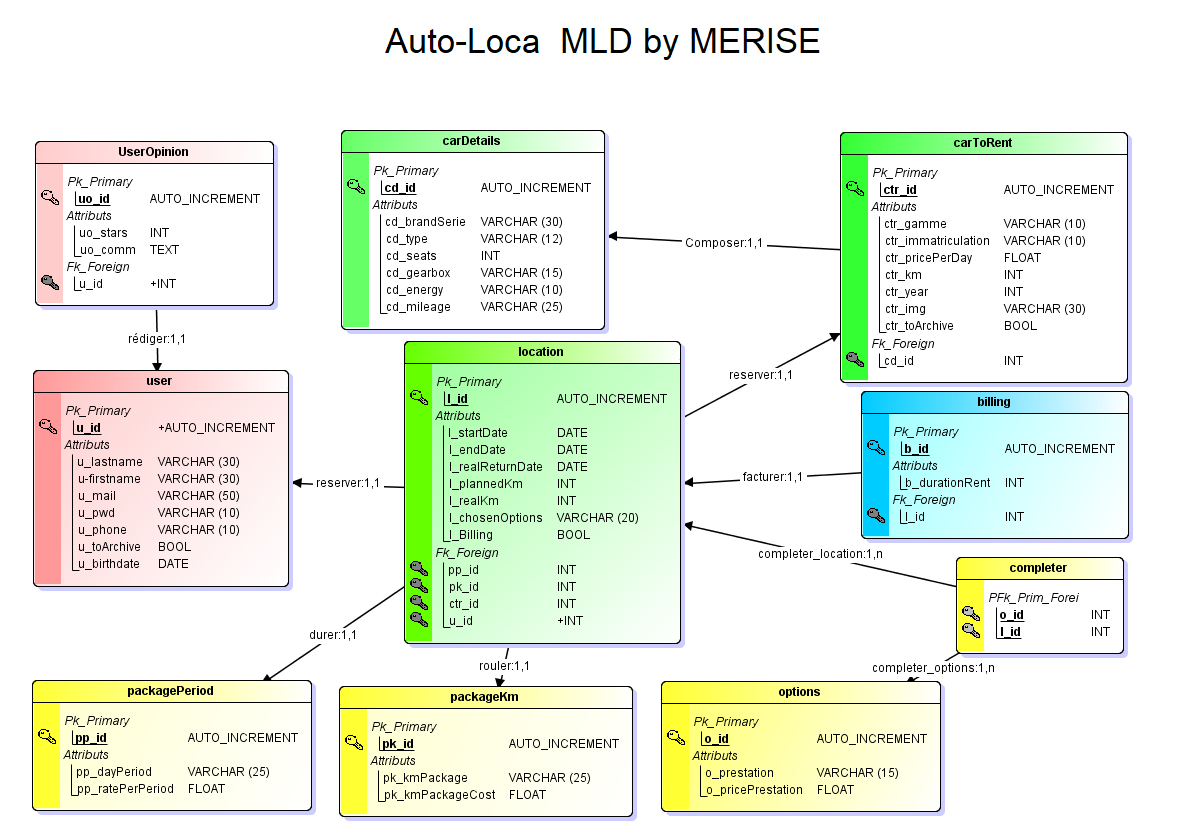 Auto-Loca  MLD by MERISE
UserOpinion
Pk_Primary
uo_id AUTO_INCREMENT
Attributs
uo_stars INT
uo_comm TEXT
Fk_Foreign
u_id +INT
carDetails
Pk_Primary
cd_id AUTO_INCREMENT
Attributs
cd_brandSerie VARCHAR (30)
cd_type VARCHAR (12)
cd_seats INT
cd_gearbox VARCHAR (15)
cd_energy VARCHAR (10)
cd_mileage VARCHAR (25)
Composer:1,1
carToRent
Pk_Primary
ctr_id AUTO_INCREMENT
Attributs
ctr_gamme VARCHAR (10)
ctr_immatriculation VARCHAR (10)
ctr_pricePerDay FLOAT
ctr_km INT
ctr_year INT
ctr_img VARCHAR (30)
ctr_toArchive BOOL
Fk_Foreign
cd_id INT
rédiger:1,1
user
Pk_Primary
u_id +AUTO_INCREMENT
Attributs
u_lastname VARCHAR (30)
u-firstname VARCHAR (30)
u_mail VARCHAR (50)
u_pwd VARCHAR (10)
u_phone VARCHAR (10)
u_toArchive BOOL
u_birthdate DATE
reserver:1,1
location
Pk_Primary
l_id AUTO_INCREMENT
Attributs
l_startDate DATE
l_endDate DATE
l_realReturnDate DATE
l_plannedKm INT
l_realKm INT
l_chosenOptions VARCHAR (20)
l_Billing BOOL
Fk_Foreign
pp_id INT
pk_id INT
ctr_id INT
u_id +INT
reserver:1,1
billing
Pk_Primary
b_id AUTO_INCREMENT
Attributs
b_durationRent INT
Fk_Foreign
l_id INT
facturer:1,1
completer_location:1,n
completer
PFk_Prim_Forei
o_id INT
l_id INT
durer:1,1
rouler:1,1
completer_options:1,n
packagePeriod
Pk_Primary
pp_id AUTO_INCREMENT
Attributs
pp_dayPeriod VARCHAR (25)
pp_ratePerPeriod FLOAT
packageKm
Pk_Primary
pk_id AUTO_INCREMENT
Attributs
pk_kmPackage VARCHAR (25)
pk_kmPackageCost FLOAT
options
Pk_Primary
o_id AUTO_INCREMENT
Attributs
o_prestation VARCHAR (15)
o_pricePrestation FLOAT